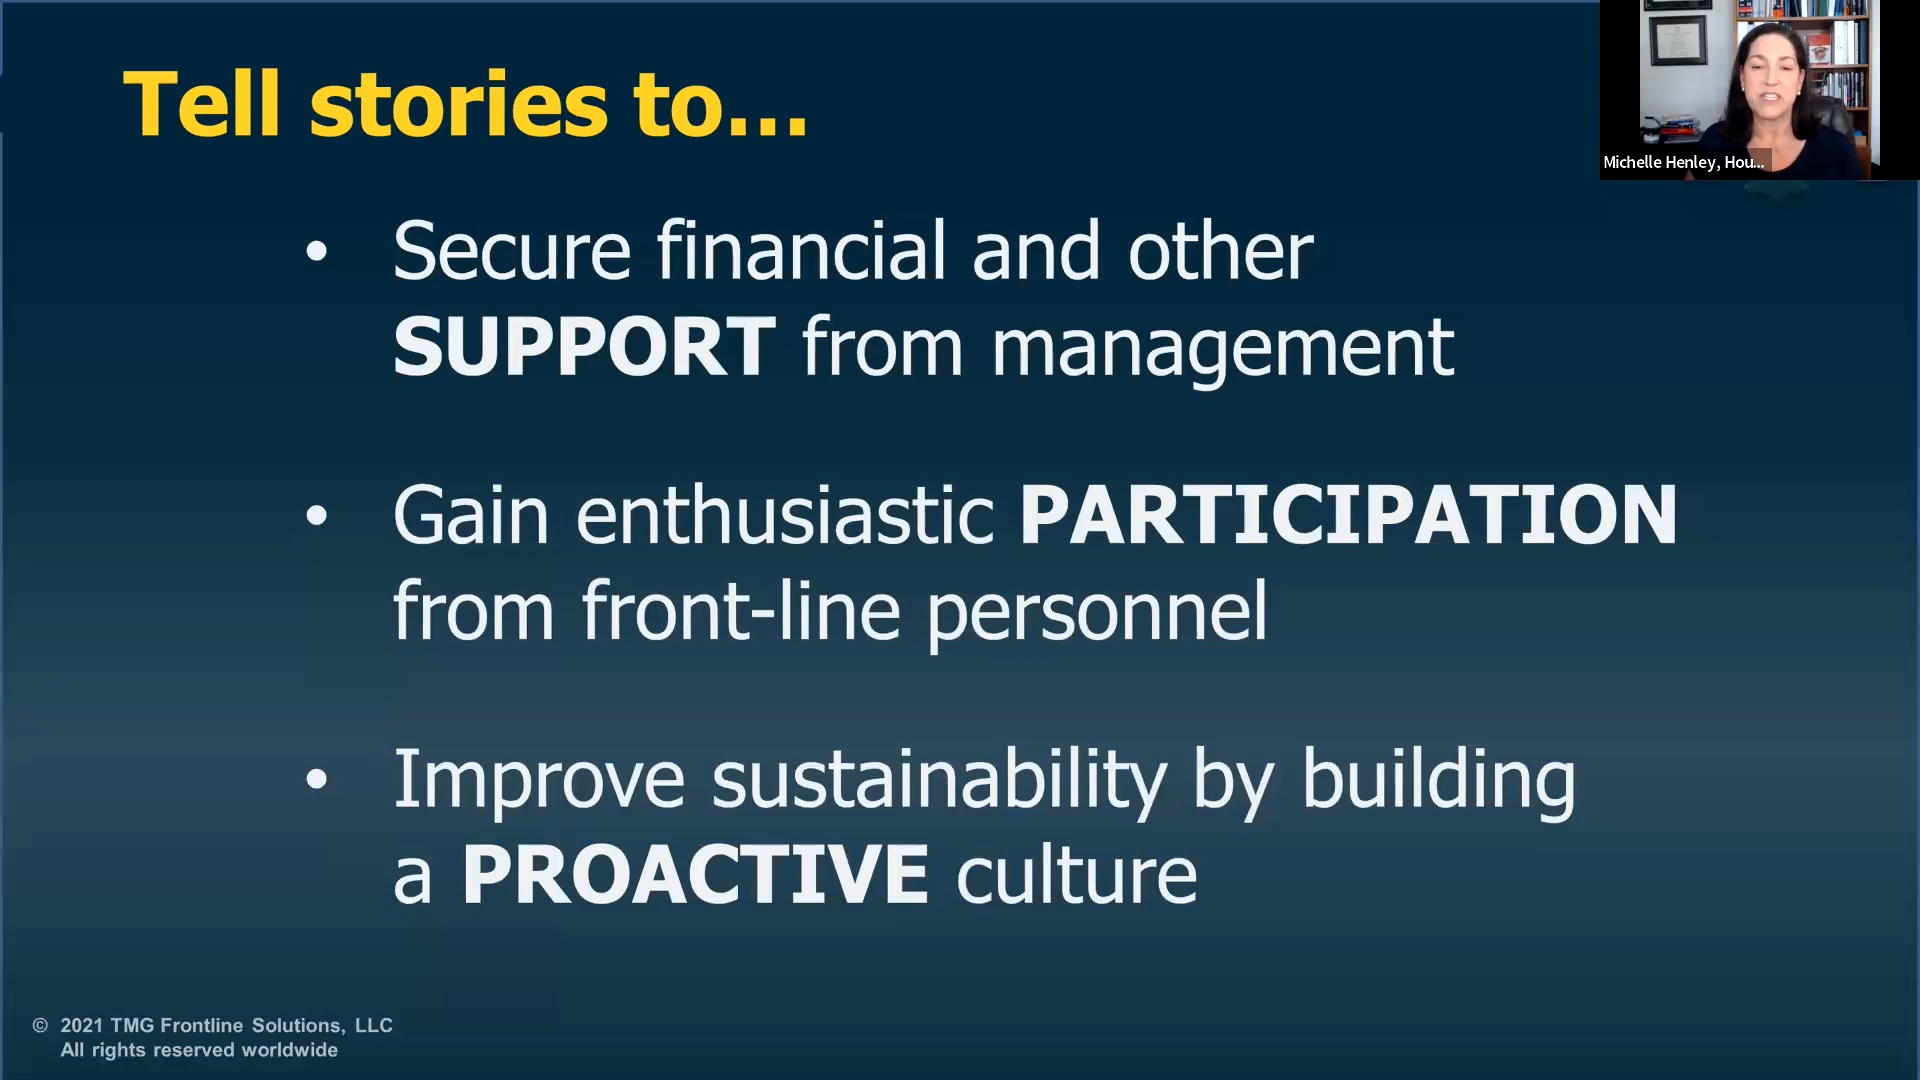 Tell stories to...
Michelle Henley, Hou...
• Secure financial and other
SUPPORT from management
• Gain enthusiastic PARTICIPATION
from front-line personnel
• Improve sustainability by building
a PROACTIVE culture
© 2021 TMG Frontline Solutions, LLC
All rights reserved worldwide